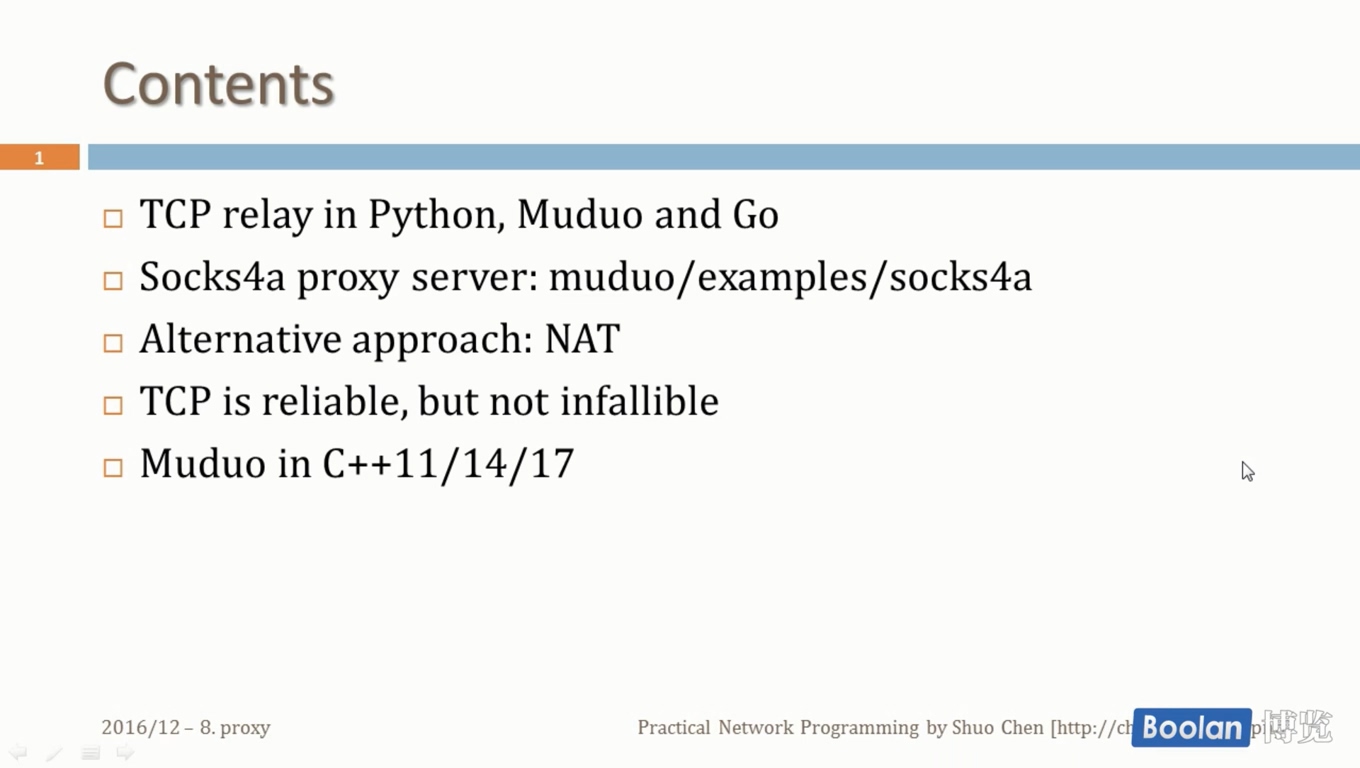 Contents
1
TCP relay in Python, Muduo and Go
Socks4a proxy server: muduo/examples/socks4a
Alternative approach: NAT
TCP is reliable, but not infallible
Muduo in C++11/14/17
2016/12 – 8. proxy
Practical Network Programming by Shuo Chen [http://ch
Boolan 博览